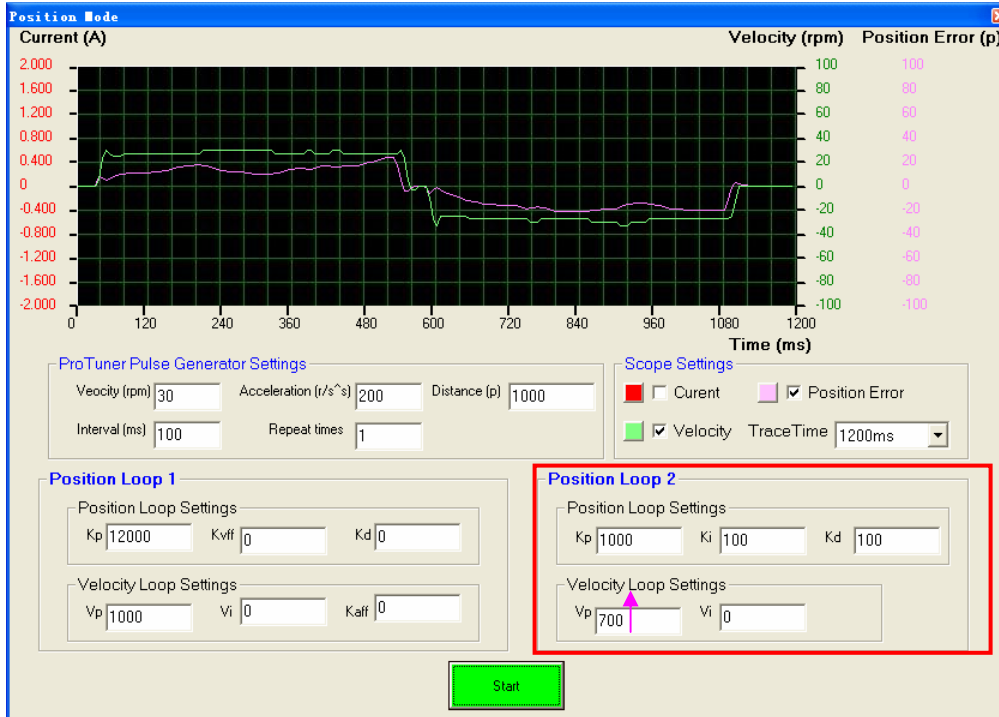 Position Mode
Current (A) Velocity (rpm) Position Error (p)
2.000 100 100
1.600 80 80
1.200 60 60
0.800 40 40
0.400 20 20
0 0 0
-0.400 -20 -20
-0.800 -40 -40
-1.200 -60 -60
-1.600 -80 -80
-2.000 -100 -100
0 120 240 360 480 600 720 840 960 1080 1200
Time (ms)
ProTuner Pulse Generator Settings
Veocity (rpm) 30 Acceleration (r/s^s) 200 Distance (p) 1000
Interval (ms) 100 Repeat times 1
Scope Settings
Curent Position Error
Velocity TraceTime 1200ms
Position Loop 1
Position Loop Settings
Kp 12000 Kvff 0 Kd 0
Velocity Loop Settings
Vp 1000 Vi 0 Kaff 0
Position Loop 2
Position Loop Settings
Kp 1000 Ki 100 Kd 100
Velocity Loop Settings
Vp 700 Vi 0
Start